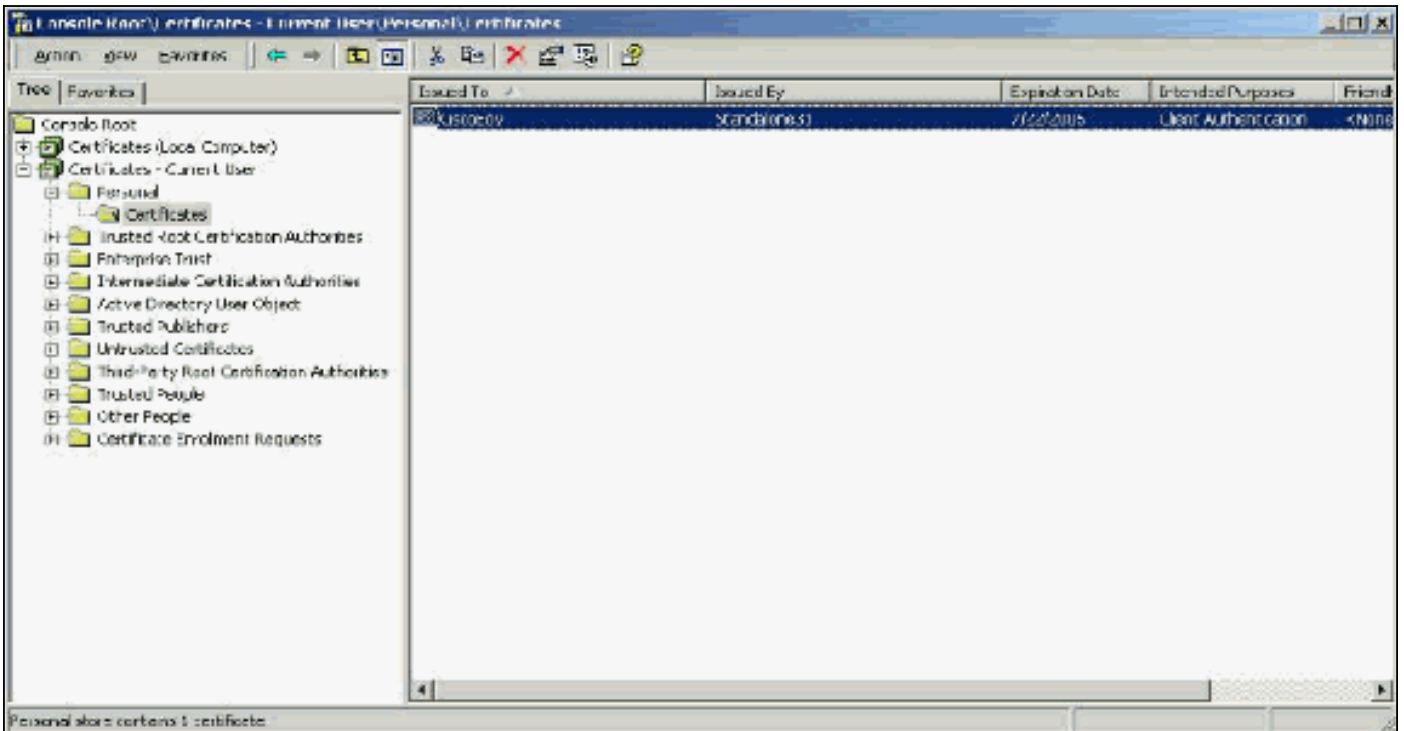 Console Root\Certificates - Current User\Personal\Certificates
Action View Favorites
Tree Favorites
Issued To Issued By Expiration Date Intended Purposes Friend
Console Root
Certificates (Local Computer)
Certificates - Current User
Personal
Certificates
Trusted Root Certification Authorities
Enterprise Trust
Intermediate Certification Authorities
Active Directory User Object
Trusted Publishers
Untrusted Certificates
Third-Party Root Certification Authorities
Trusted People
Other People
Certificate Enrolment Requests
Client Authentication <None
Personal store contains 1 certificate